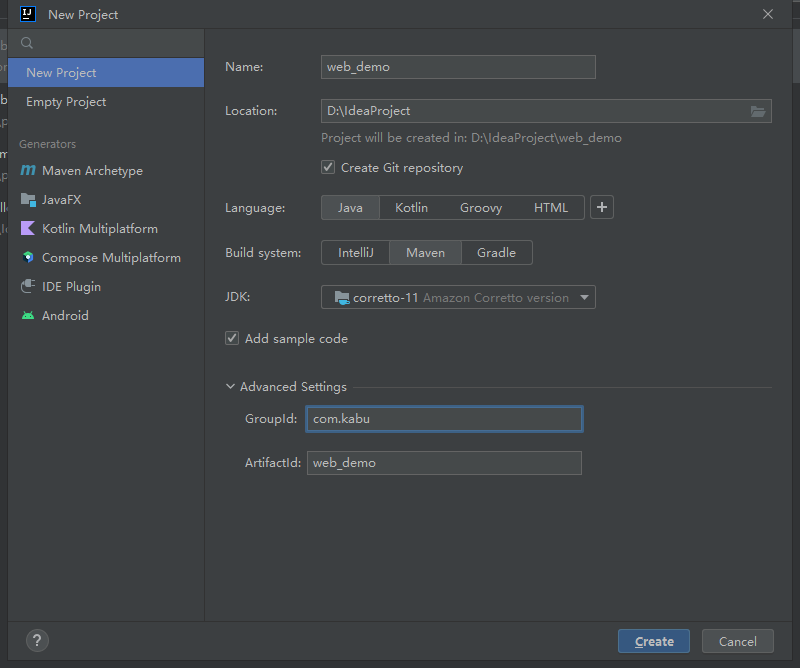 New Project
New Project
Empty Project
Generators
Maven Archetype
JavaFX
Kotlin Multiplatform
Compose Multiplatform
IDE Plugin
Android
Name: web_demo
Location: D:\IdeaProject
Project will be created in: D:\IdeaProject\web_demo
Create Git repository
Language: Java Kotlin Groovy HTML +
Build system: IntelliJ Maven Gradle
JDK: corretto-11 Amazon Corretto version
Add sample code
Advanced Settings
GroupId: com.kabu
ArtifactId: web_demo
? Create Cancel